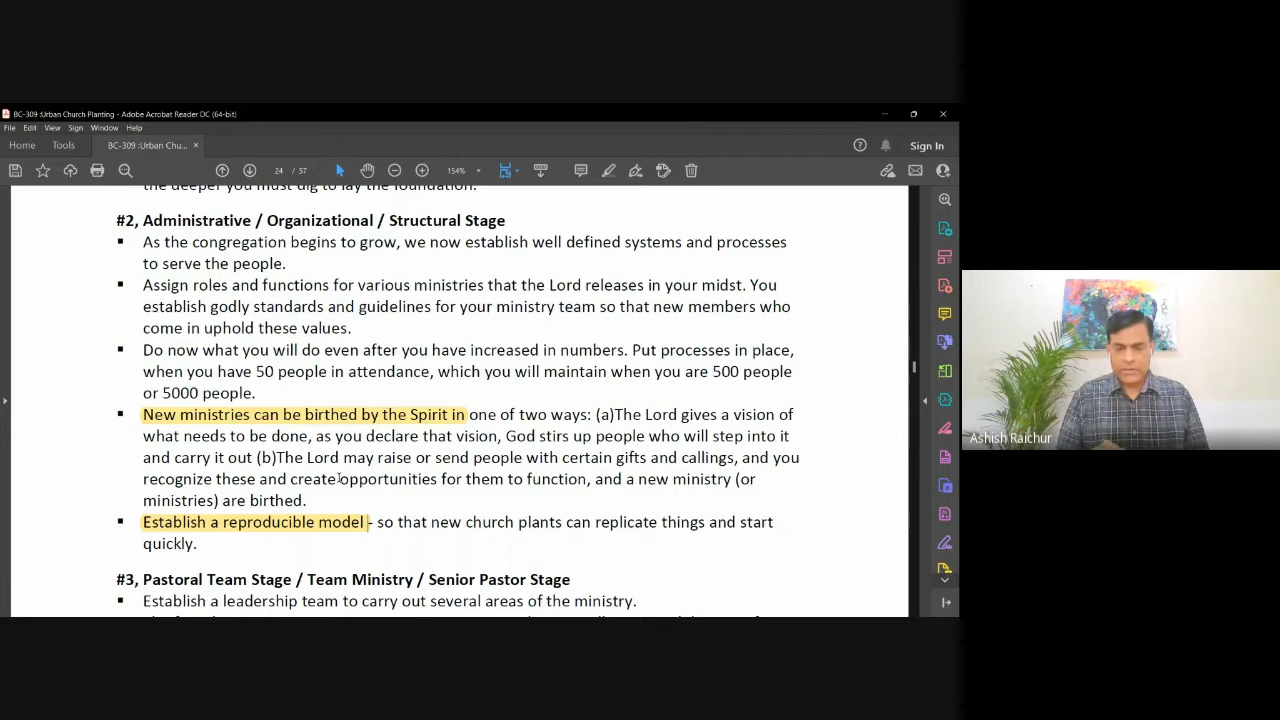 BC-309 :Urban Church Planting - Adobe Acrobat Reader DC (64-bit)
File Edit View Sign Window Help
Home Tools BC-309 :Urban Chu... × Sign In
24 / 57 154%
the deeper you must dig to lay the foundation.
#2, Administrative / Organizational / Structural Stage
▪ As the congregation begins to grow, we now establish well defined systems and processes
to serve the people.
▪ Assign roles and functions for various ministries that the Lord releases in your midst. You
establish godly standards and guidelines for your ministry team so that new members who
come in uphold these values.
▪ Do now what you will do even after you have increased in numbers. Put processes in place,
when you have 50 people in attendance, which you will maintain when you are 500 people
or 5000 people.
▪ New ministries can be birthed by the Spirit in one of two ways: (a)The Lord gives a vision of
what needs to be done, as you declare that vision, God stirs up people who will step into it
and carry it out (b)The Lord may raise or send people with certain gifts and callings, and you
recognize these and create opportunities for them to function, and a new ministry (or
ministries) are birthed.
▪ Establish a reproducible model - so that new church plants can replicate things and start
quickly.
#3, Pastoral Team Stage / Team Ministry / Senior Pastor Stage
▪ Establish a leadership team to carry out several areas of the ministry.
Ashish Raichur